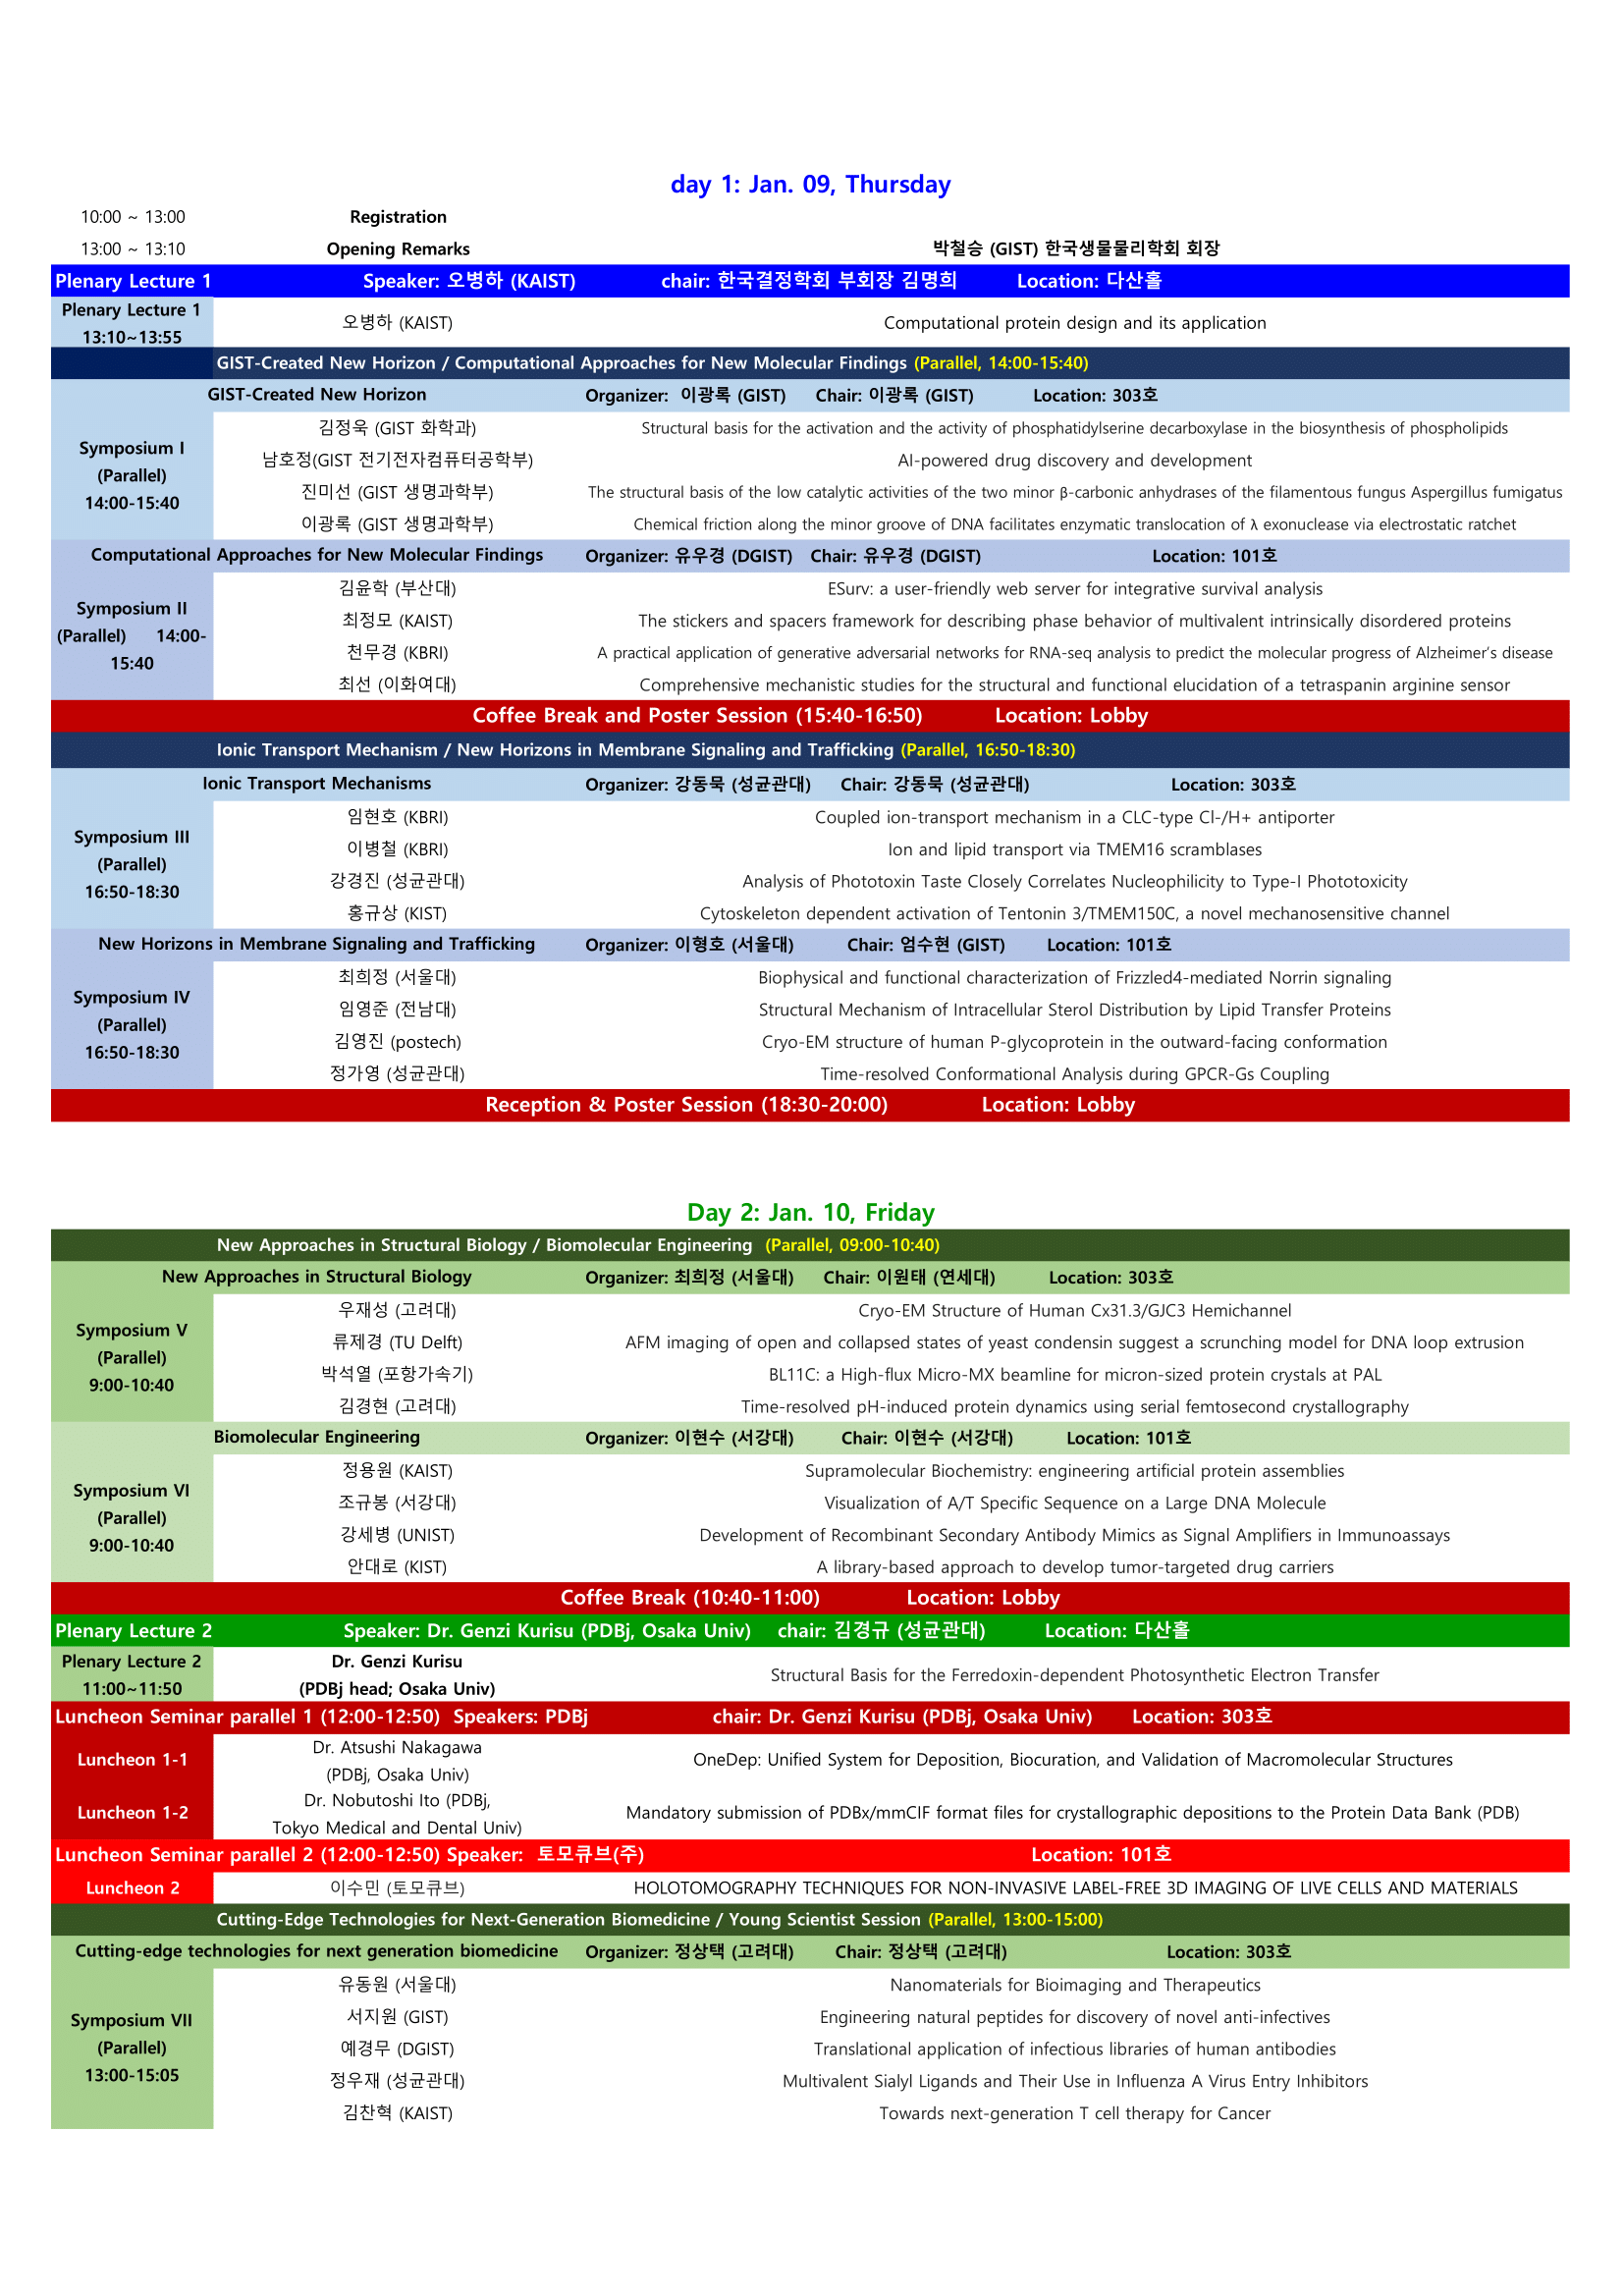 day 1: Jan. 09, Thursday
10:00 ~ 13:00 Registration
13:00 ~ 13:10 Opening Remarks 박철승 (GIST) 한국생물물리학회 회장
Plenary Lecture 1 Speaker: 오병하 (KAIST) chair: 한국결정학회 부회장 김명희 Location: 다산홀
Plenary Lecture 1
13:10~13:55
오병하 (KAIST) Computational protein design and its application
GIST-Created New Horizon / Computational Approaches for New Molecular Findings (Parallel, 14:00-15:40)
GIST-Created New Horizon Organizer: 이광록 (GIST) Chair: 이광록 (GIST) Location: 303호
Symposium I
(Parallel)
14:00-15:40
김정욱 (GIST 화학과) Structural basis for the activation and the activity of phosphatidylserine decarboxylase in the biosynthesis of phospholipids
남호정(GIST 전기전자컴퓨터공학부) AI-powered drug discovery and development
진미선 (GIST 생명과학부) The structural basis of the low catalytic activities of the two minor β-carbonic anhydrases of the filamentous fungus Aspergillus fumigatus
이광록 (GIST 생명과학부) Chemical friction along the minor groove of DNA facilitates enzymatic translocation of λ exonuclease via electrostatic ratchet
Computational Approaches for New Molecular Findings Organizer: 유우경 (DGIST) Chair: 유우경 (DGIST) Location: 101호
Symposium II
(Parallel) 14:00-
15:40
김윤학 (부산대) ESurv: a user-friendly web server for integrative survival analysis
최정모 (KAIST) The stickers and spacers framework for describing phase behavior of multivalent intrinsically disordered proteins
천무경 (KBRI) A practical application of generative adversarial networks for RNA-seq analysis to predict the molecular progress of Alzheimer's disease
최선 (이화여대) Comprehensive mechanistic studies for the structural and functional elucidation of a tetraspanin arginine sensor
Coffee Break and Poster Session (15:40-16:50) Location: Lobby
Ionic Transport Mechanism / New Horizons in Membrane Signaling and Trafficking (Parallel, 16:50-18:30)
Ionic Transport Mechanisms Organizer: 강동묵 (성균관대) Chair: 강동묵 (성균관대) Location: 303호
Symposium III
(Parallel)
16:50-18:30
임현호 (KBRI) Coupled ion-transport mechanism in a CLC-type Cl-/H+ antiporter
이병철 (KBRI) Ion and lipid transport via TMEM16 scramblases
강경진 (성균관대) Analysis of Phototoxin Taste Closely Correlates Nucleophilicity to Type-I Phototoxicity
홍규상 (KIST) Cytoskeleton dependent activation of Tentonin 3/TMEM150C, a novel mechanosensitive channel
New Horizons in Membrane Signaling and Trafficking Organizer: 이형호 (서울대) Chair: 엄수현 (GIST) Location: 101호
Symposium IV
(Parallel)
16:50-18:30
최희정 (서울대) Biophysical and functional characterization of Frizzled4-mediated Norrin signaling
임영준 (전남대) Structural Mechanism of Intracellular Sterol Distribution by Lipid Transfer Proteins
김영진 (postech) Cryo-EM structure of human P-glycoprotein in the outward-facing conformation
정가영 (성균관대) Time-resolved Conformational Analysis during GPCR-Gs Coupling
Reception & Poster Session (18:30-20:00) Location: Lobby
Day 2: Jan. 10, Friday
New Approaches in Structural Biology / Biomolecular Engineering (Parallel, 09:00-10:40)
New Approaches in Structural Biology Organizer: 최희정 (서울대) Chair: 이원태 (연세대) Location: 303호
Symposium V
(Parallel)
9:00-10:40
우재성 (고려대) Cryo-EM Structure of Human Cx31.3/GJC3 Hemichannel
류제경 (TU Delft) AFM imaging of open and collapsed states of yeast condensin suggest a scrunching model for DNA loop extrusion
박석열 (포항가속기) BL11C: a High-flux Micro-MX beamline for micron-sized protein crystals at PAL
김경현 (고려대) Time-resolved pH-induced protein dynamics using serial femtosecond crystallography
Biomolecular Engineering Organizer: 이현수 (서강대) Chair: 이현수 (서강대) Location: 101호
Symposium VI
(Parallel)
9:00-10:40
정용원 (KAIST) Supramolecular Biochemistry: engineering artificial protein assemblies
조규봉 (서강대) Visualization of A/T Specific Sequence on a Large DNA Molecule
강세병 (UNIST) Development of Recombinant Secondary Antibody Mimics as Signal Amplifiers in Immunoassays
안대로 (KIST) A library-based approach to develop tumor-targeted drug carriers
Coffee Break (10:40-11:00) Location: Lobby
Plenary Lecture 2 Speaker: Dr. Genzi Kurisu (PDBj, Osaka Univ) chair: 김경규 (성균관대) Location: 다산홀
Plenary Lecture 2
11:00~11:50
Dr. Genzi Kurisu
(PDBj head; Osaka Univ)
Structural Basis for the Ferredoxin-dependent Photosynthetic Electron Transfer
Luncheon Seminar parallel 1 (12:00-12:50) Speakers: PDBj chair: Dr. Genzi Kurisu (PDBj, Osaka Univ) Location: 303호
Luncheon 1-1
Dr. Atsushi Nakagawa
(PDBj, Osaka Univ)
OneDep: Unified System for Deposition, Biocuration, and Validation of Macromolecular Structures
Luncheon 1-2
Dr. Nobutoshi Ito (PDBj,
Tokyo Medical and Dental Univ)
Mandatory submission of PDBx/mmCIF format files for crystallographic depositions to the Protein Data Bank (PDB)
Luncheon Seminar parallel 2 (12:00-12:50) Speaker: 토모큐브(주) Location: 101호
Luncheon 2 이수민 (토모큐브) HOLOTOMOGRAPHY TECHNIQUES FOR NON-INVASIVE LABEL-FREE 3D IMAGING OF LIVE CELLS AND MATERIALS
Cutting-Edge Technologies for Next-Generation Biomedicine / Young Scientist Session (Parallel, 13:00-15:00)
Cutting-edge technologies for next generation biomedicine Organizer: 정상택 (고려대) Chair: 정상택 (고려대) Location: 303호
Symposium VII
(Parallel)
13:00-15:05
유동원 (서울대) Nanomaterials for Bioimaging and Therapeutics
서지원 (GIST) Engineering natural peptides for discovery of novel anti-infectives
예경무 (DGIST) Translational application of infectious libraries of human antibodies
정우재 (성균관대) Multivalent Sialyl Ligands and Their Use in Influenza A Virus Entry Inhibitors
김찬혁 (KAIST) Towards next-generation T cell therapy for Cancer